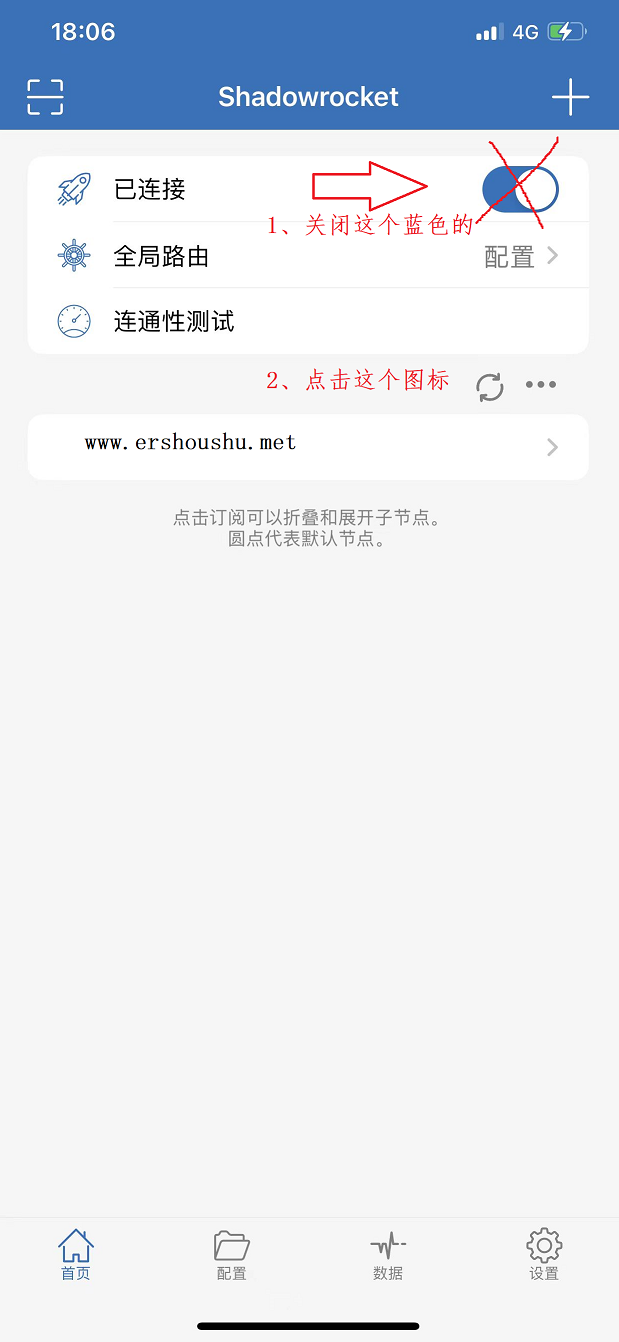 18:06
4G
Shadowrocket
已连接
1、关闭这个蓝色的
全局路由
配置
连通性测试
2、点击这个图标
www.ershoushu.met
点击订阅可以折叠和展开子节点。
圆点代表默认节点。
首页
配置
数据
设置